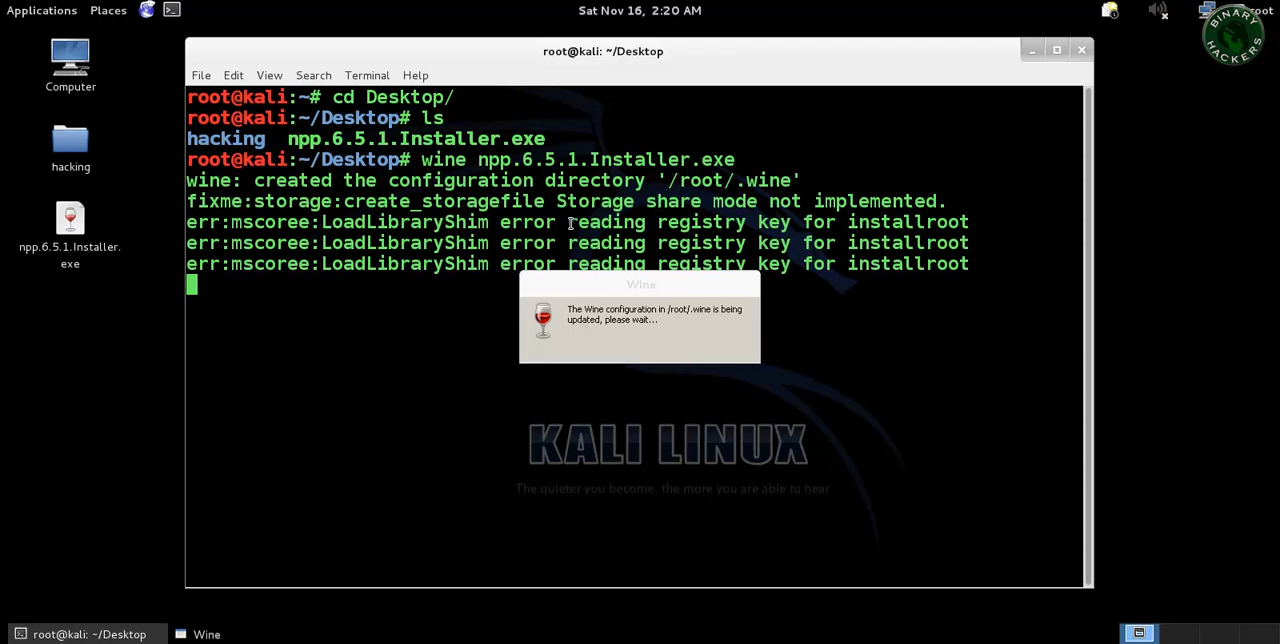 Applications Places Sat Nov 16, 2:20 AM root
BINARY HACKERS
root@kali: ~/Desktop
File Edit View Search Terminal Help
Computer
hacking
npp.6.5.1.Installer.
exe
root@kali:~# cd Desktop/
root@kali:~/Desktop# ls
hacking npp.6.5.1.Installer.exe
root@kali:~/Desktop# wine npp.6.5.1.Installer.exe
wine: created the configuration directory '/root/.wine'
fixme:storage:create_storagefile Storage share mode not implemented.
err:mscoree:LoadLibraryShim error reading registry key for installroot
err:mscoree:LoadLibraryShim error reading registry key for installroot
err:mscoree:LoadLibraryShim error reading registry key for installroot
Wine
The Wine configuration in /root/.wine is being
updated, please wait...
KALI LINUX
The quieter you become, the more you are able to hear
root@kali: ~/Desktop Wine